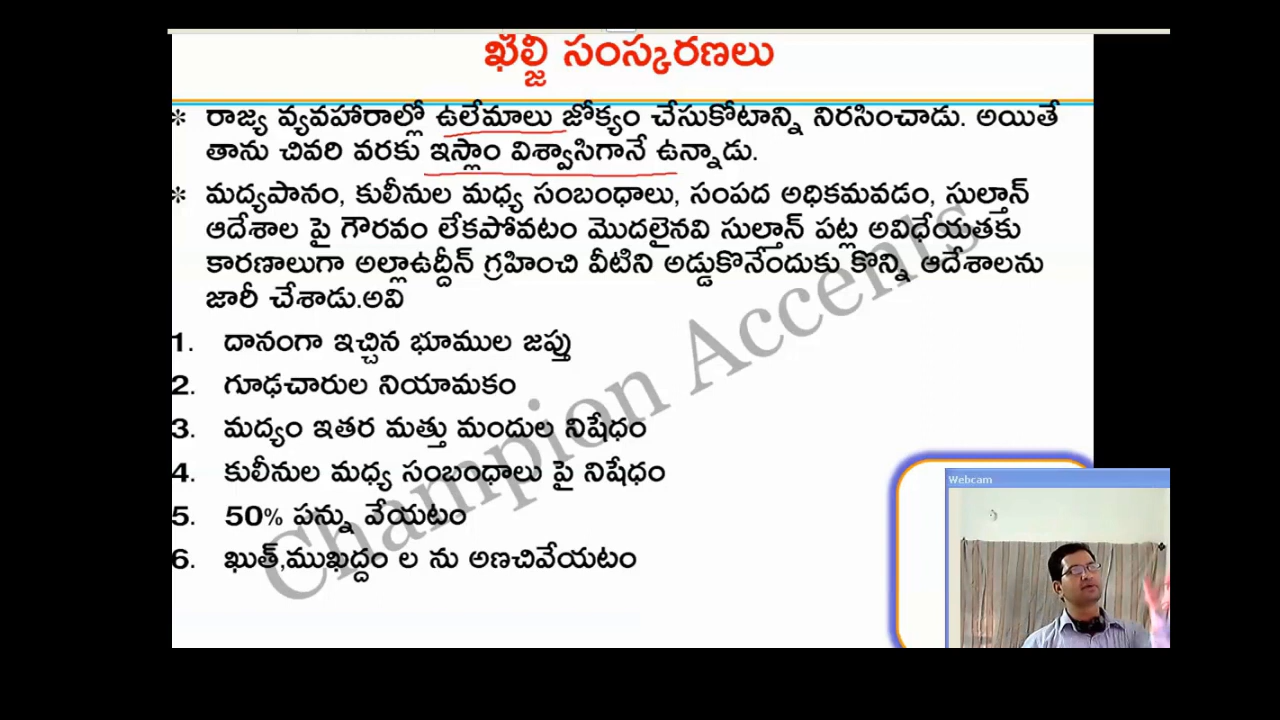 ఖిల్జీ సంస్కరణలు
* రాజ్య వ్యవహారాల్లో ఉలేమాలు జోక్యం చేసుకోటాన్ని నిరసించాడు. అయితే
తాను చివరి వరకు ఇస్లాం విశ్వాసిగానే ఉన్నాడు.
* మద్యపానం, కులీనుల మధ్య సంబంధాలు, సంపద అధికమవడం, సుల్తాన్
ఆదేశాల పై గౌరవం లేకపోవటం మొదలైనవి సుల్తాన్ పట్ల అవిధేయతకు
కారణాలుగా అల్లాఉద్దీన్ గ్రహించి వీటిని అడ్డుకొనేందుకు కొన్ని ఆదేశాలను
జారీ చేశాడు.అవి
1. దానంగా ఇచ్చిన భూముల జప్తు
2. గూఢచారుల నియామకం
3. మద్యం ఇతర మత్తు మందుల నిషేధం
4. కులీనుల మధ్య సంబంధాలు పై నిషేధం
5. 50% పన్ను వేయటం
6. ఖుత్,ముఖద్దం ల ను అణచివేయటం
Champion Accents
Webcam